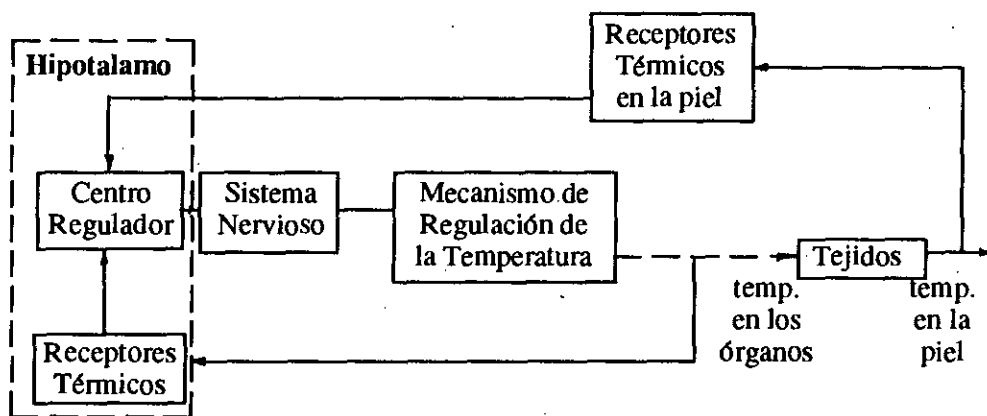 Receptores
Térmicos
en la piel
Hipotalamo
Centro
Regulador
Sistema
Nervioso
Mecanismo de
Regulación de
la Temperatura
Tejidos
temp.
en los
órganos
temp.
en la
piel
Receptores
Térmicos